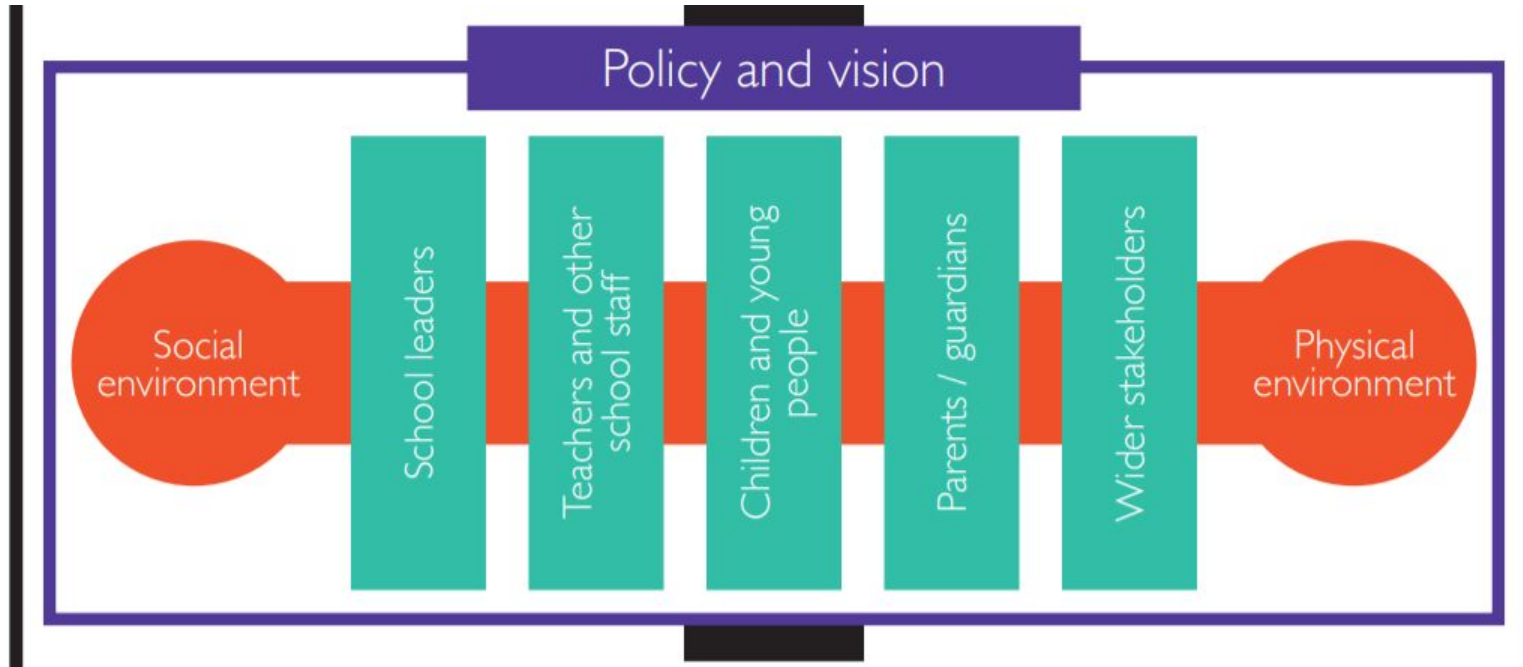 Policy and vision
Social
environment
School leaders
Teachers and other
school staff
Children and young
people
Parents / guardians
Wider stakeholders
Physical
environment